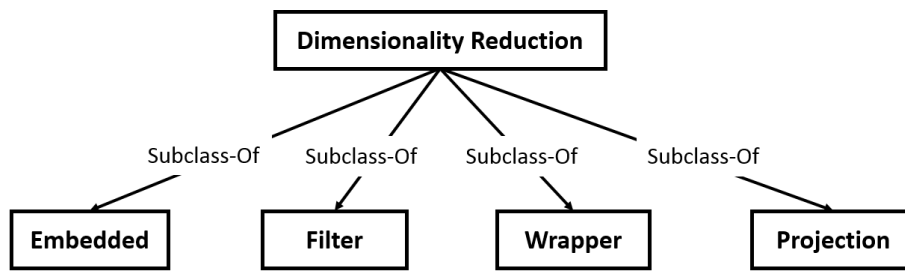 Dimensionality Reduction
Subclass-Of Subclass-Of Subclass-Of Subclass-Of
Embedded Filter Wrapper Projection